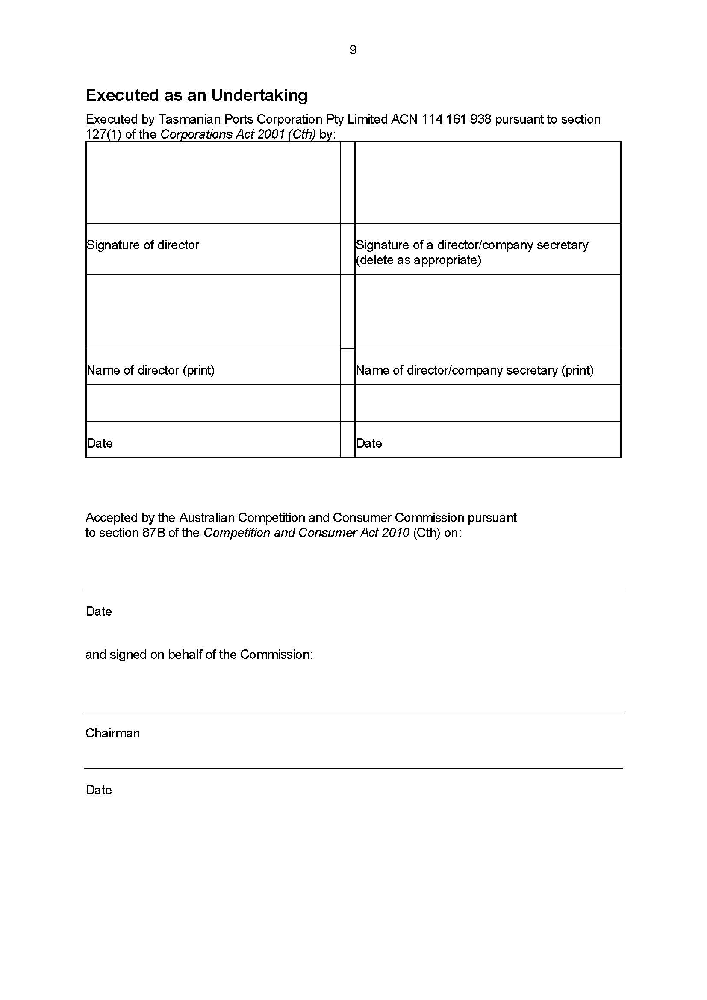 9
Executed as an Undertaking
Executed by Tasmanian Ports Corporation Pty Limited ACN 114 161 938 pursuant to section
127(1) of the Corporations Act 2001 (Cth) by:
Signature of director
Signature of a director/company secretary
(delete as appropriate)
Name of director (print)
Name of director/company secretary (print)
Date
Date
Accepted by the Australian Competition and Consumer Commission pursuant
to section 87B of the Competition and Consumer Act 2010 (Cth) on:
Date
and signed on behalf of the Commission:
Chairman
Date